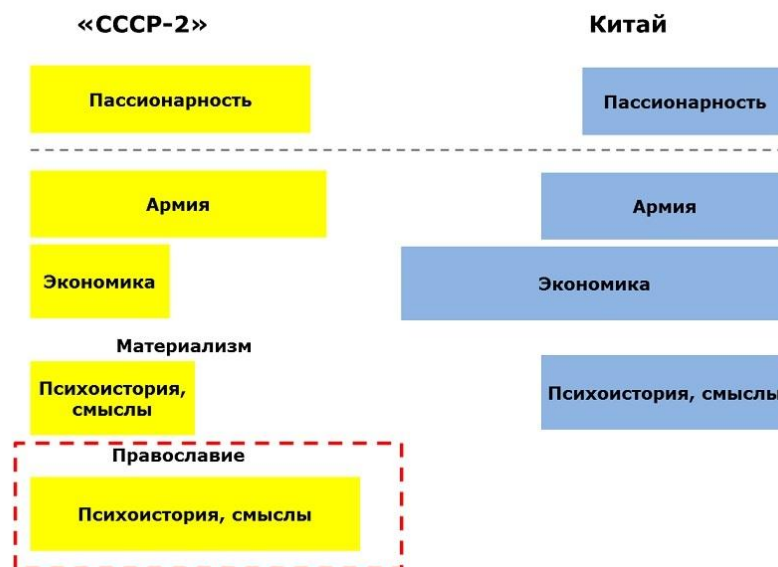 «СССР-2»
Китай
Пассионарность
Пассионарность
Армия
Армия
Экономика
Экономика
Материализм
Психоистория,
смыслы
Психоистория, смыслы
Православие
Психоистория, смыслы